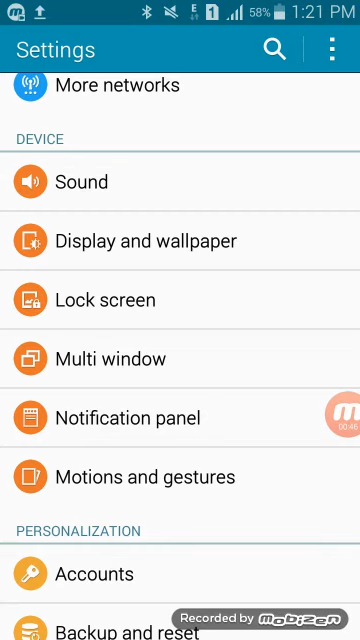 E 1 58% 1:21 PM
Settings
More networks
DEVICE
Sound
Display and wallpaper
Lock screen
Multi window
Notification panel
m
00:46
Motions and gestures
PERSONALIZATION
Accounts
Backup and reset
Recorded by mobizen